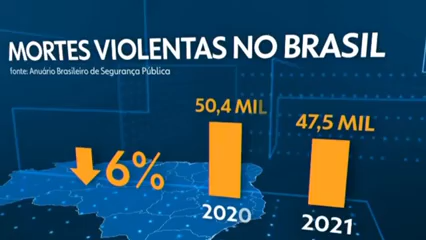 MORTES VIOLENTAS NO BRASIL
fonte: Anuário Brasileiro de Segurança Pública
50,4 MIL
47,5 MIL
6%
2020
2021